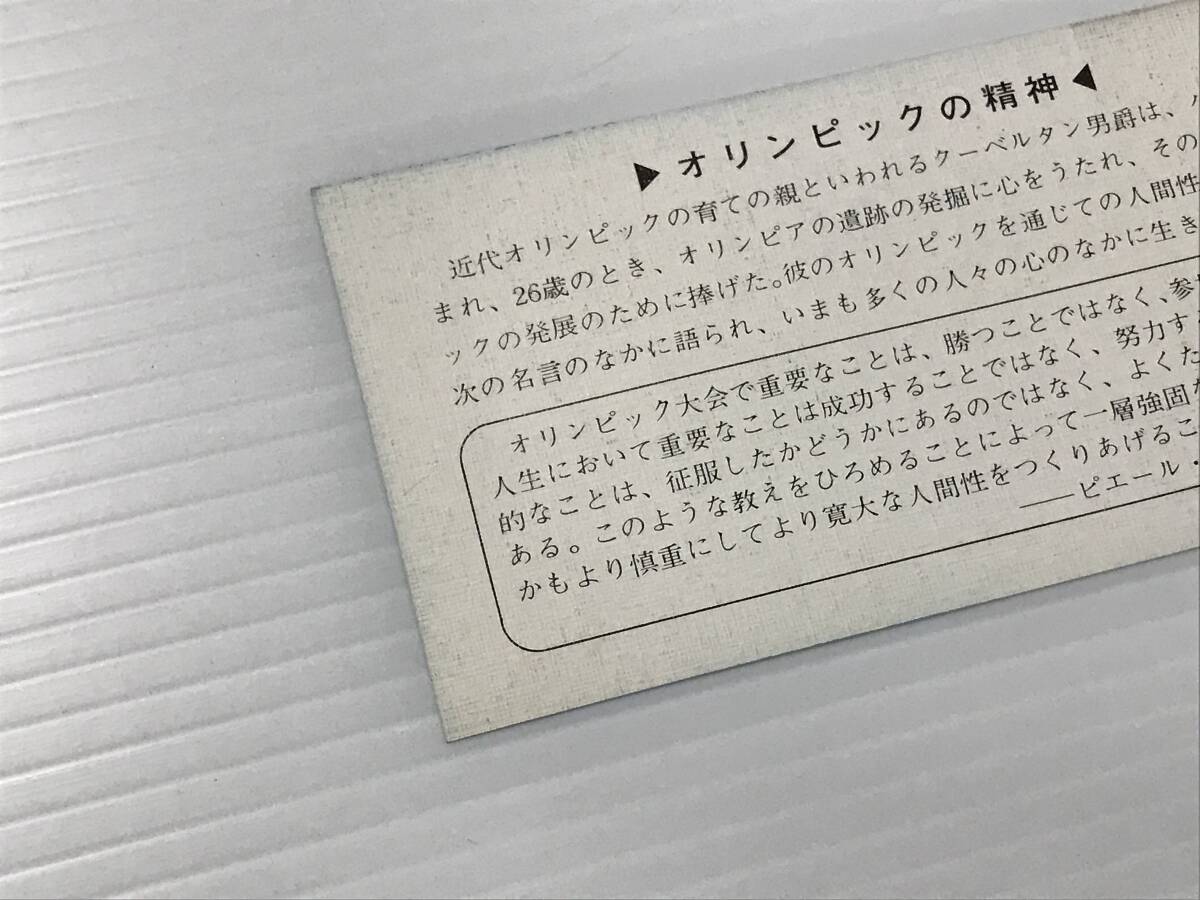 ▶オリンピックの精神◀
近代オリンピックの育ての親といわれるクーベルタン男爵は、
まれ、26歳のとき、オリンピアの遺跡の発掘に心をうたれ、その
ックの発展のために捧げた。彼のオリンピックを通じての人間性
次の名言のなかに語られ、いまも多くの人々の心のなかに生き
オリンピック大会で重要なことは、勝つことではなく、参
人生において重要なことは成功することではなく、努力す
的なことは、征服したかどうかにあるのではなく、よくた
ある。このような教えをひろめることによって一層強固
かもより慎重にしてより寛大な人間性をつくりあげるこ
──ピエール・